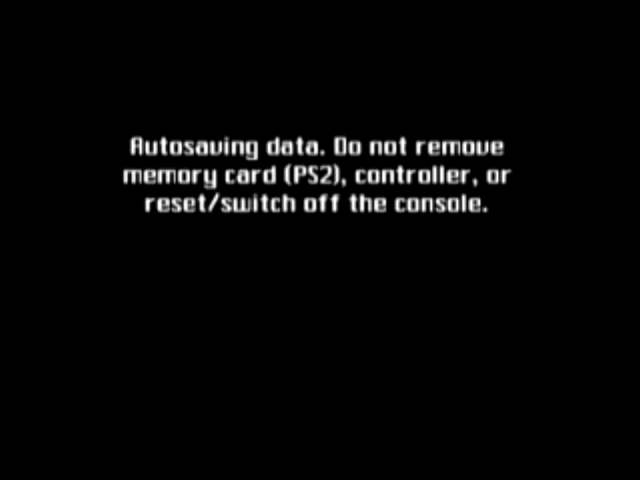 Autosaving data. Do not remove
memory card (PS2), controller, or
reset/switch off the console.